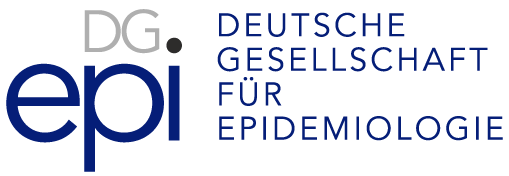 DG.
epi
DEUTSCHE
GESELLSCHAFT
FÜR
EPIDEMIOLOGIE